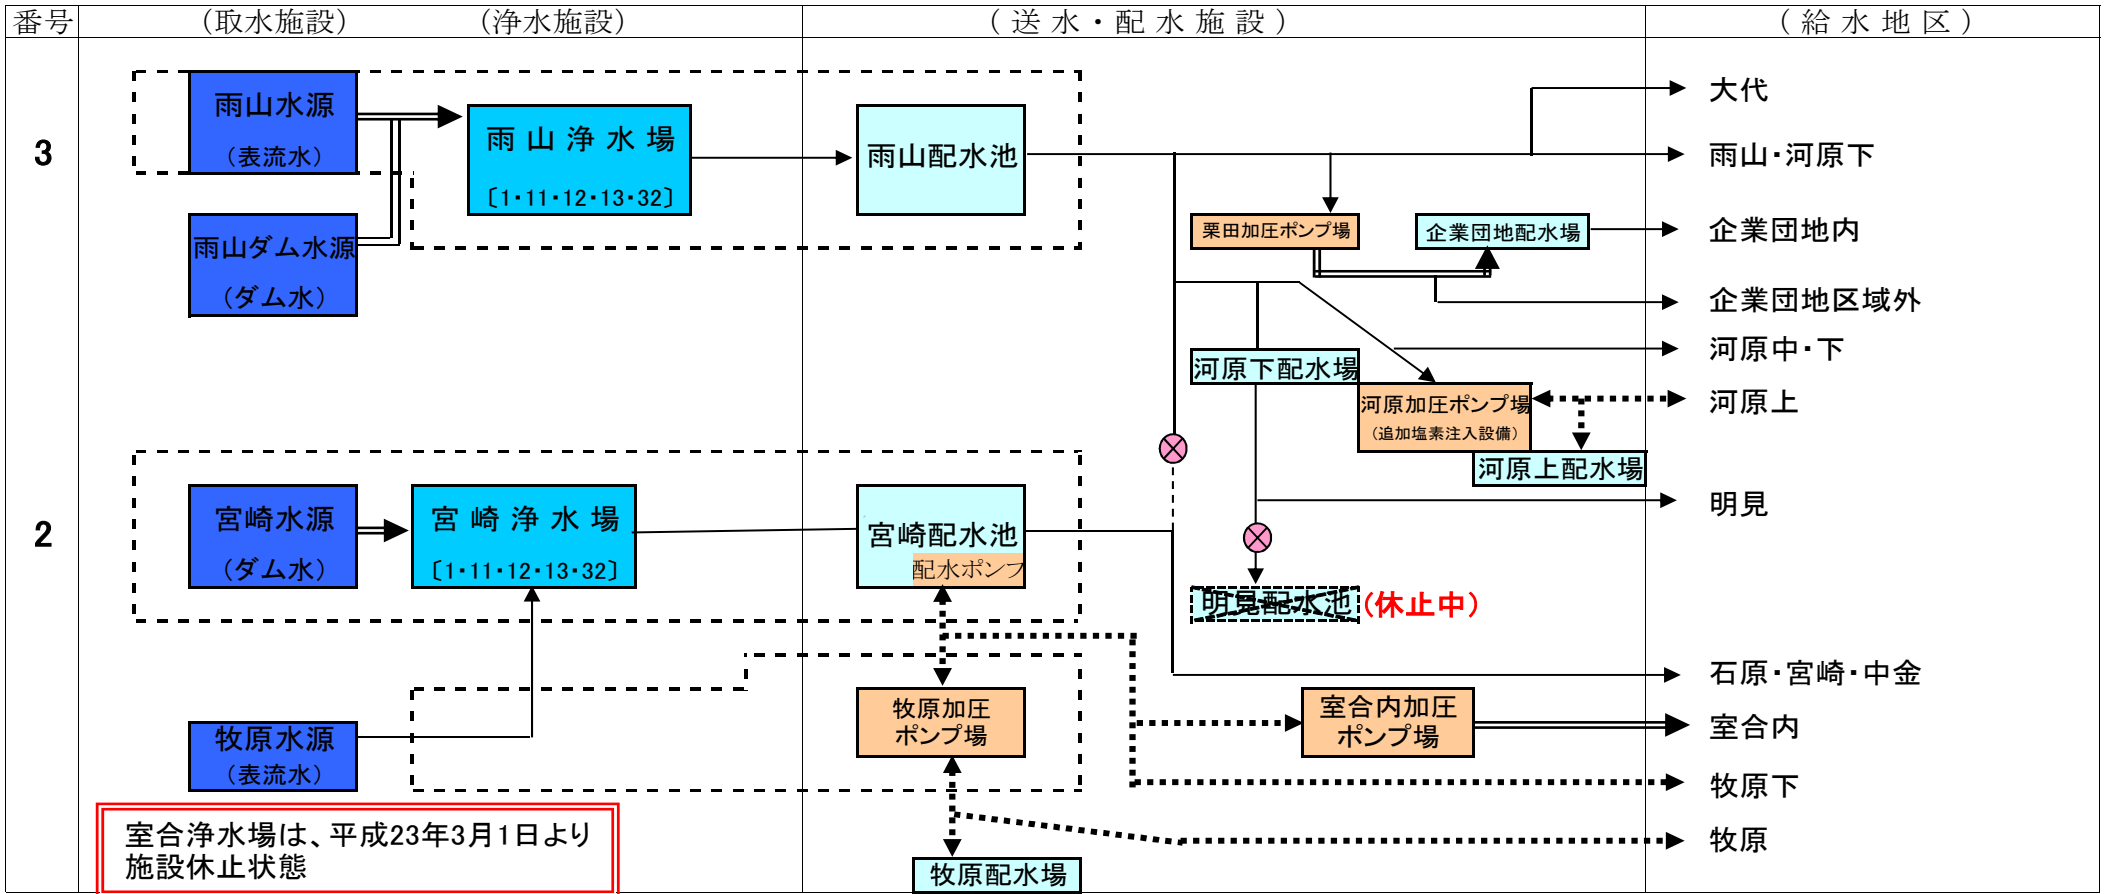 番号
(取水施設)
(浄水施設)
(送水・配水施設)
(給水地区)
3
雨山水源
(表流水)
雨山ダム水源
(ダム水)
雨山浄水場
〔1・11・12・13・32〕
雨山配水池
栗田加圧ポンプ場
企業団地配水場
河原下配水場
河原加圧ポンプ場
(追加塩素注入設備)
河原上配水場
大代
雨山・河原下
企業団地内
企業団地区域外
河原中・下
河原上
明見
2
宮崎水源
(ダム水)
宮崎浄水場
〔1・11・12・13・32〕
宮崎配水池
配水ポンプ
明見配水池
(休止中)
牧原水源
(表流水)
牧原加圧
ポンプ場
室合内加圧
ポンプ場
牧原配水場
石原・宮崎・中金
室合内
牧原下
牧原
室合浄水場は、平成23年3月1日より
施設休止状態